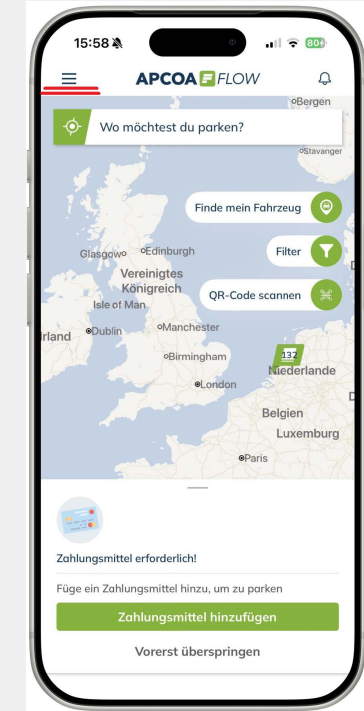 15:58
80
APCOA FLOW
Bergen
Wo möchtest du parken?
Stavanger
Finde mein Fahrzeug
Glasgow
Edinburgh
Filter
Vereinigtes
Königreich
Isle of Man
QR-Code scannen
Dublin
Manchester
Irland
Birmingham
132
Niederlande
London
Belgien
Luxemburg
Paris
Zahlungsmittel erforderlich!
Füge ein Zahlungsmittel hinzu, um zu parken
Zahlungsmittel hinzufügen
Vorerst überspringen